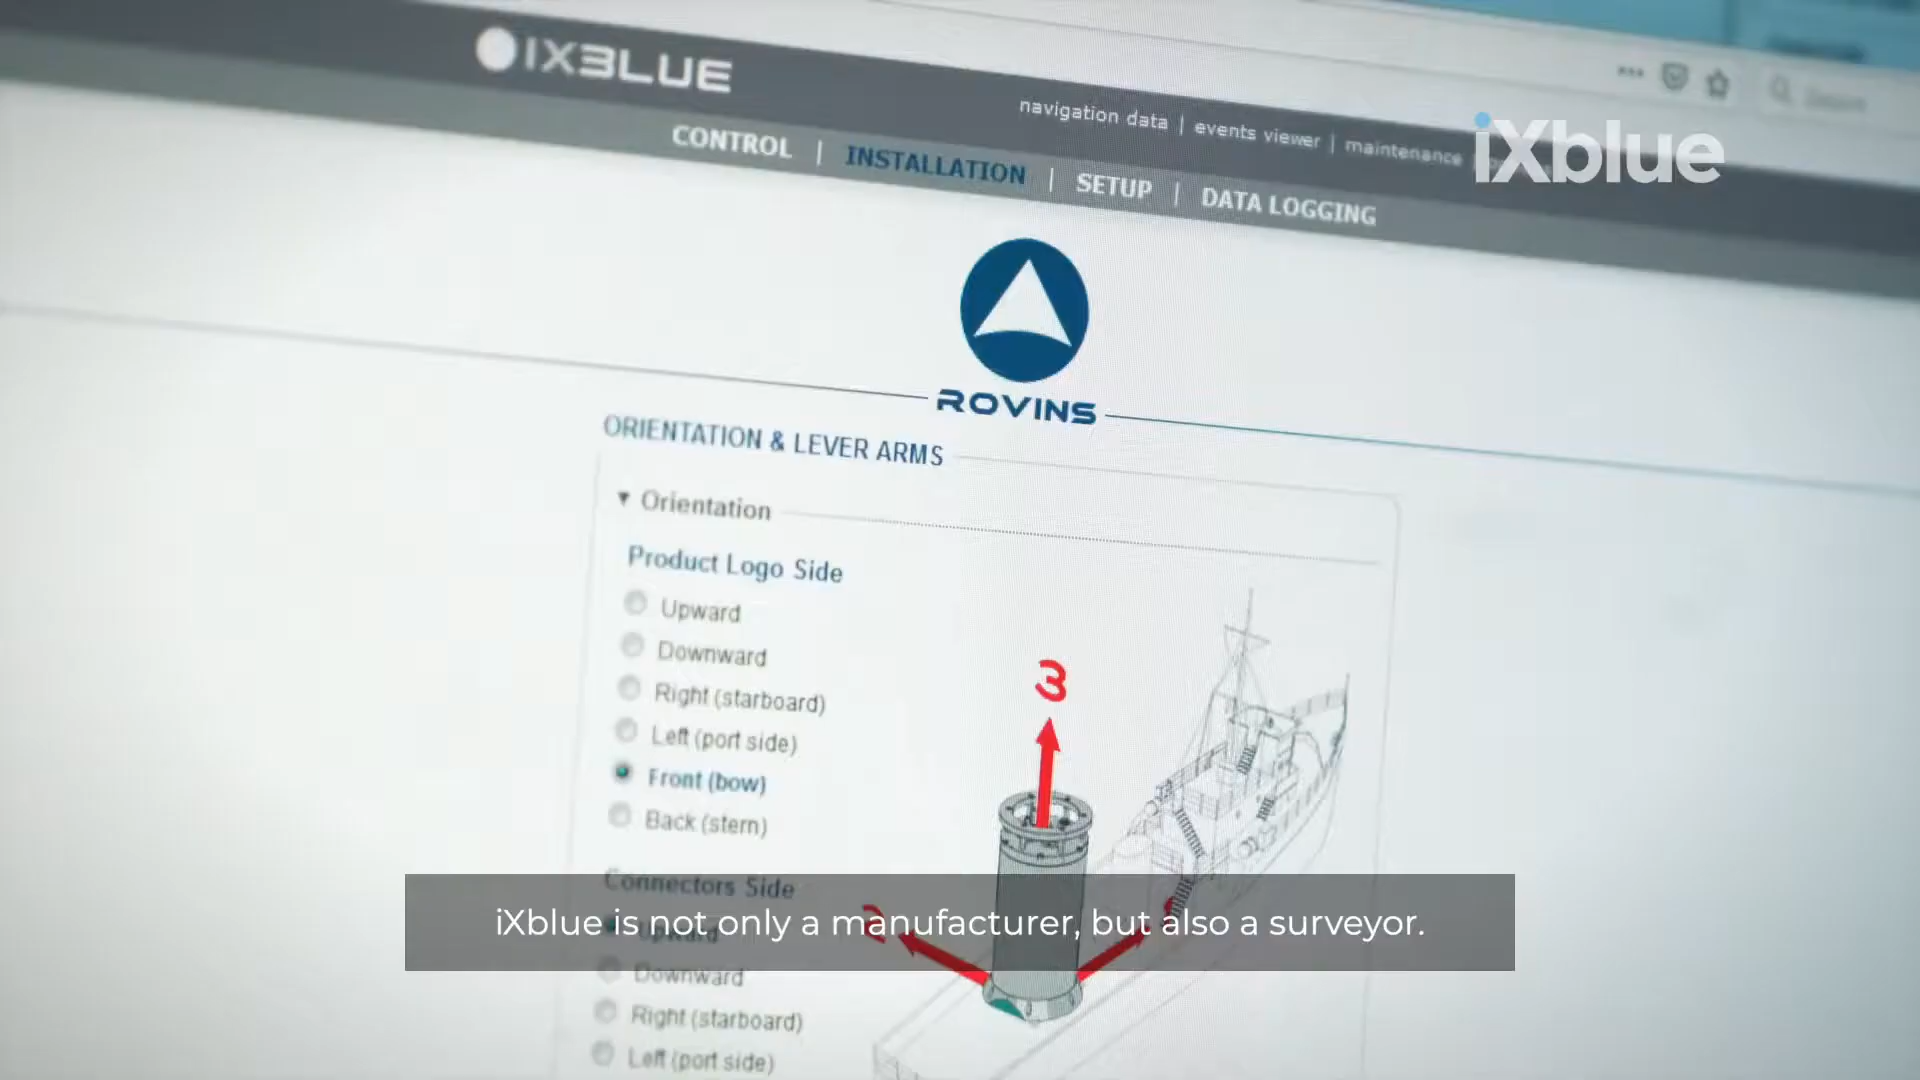 IXBLUE
navigation data | events viewer | maintenance
iXblue
CONTROL | INSTALLATION | SETUP | DATA LOGGING
ROVINS
ORIENTATION & LEVER ARMS
▼ Orientation
Product Logo Side
Upward
Downward
Right (starboard)
Left (port side)
Front (bow)
Back (stern)
3
Connectors Side
Upward
2
iXblue is not only a manufacturer, but also a surveyor.
Downward
Right (starboard)
Left (port side)